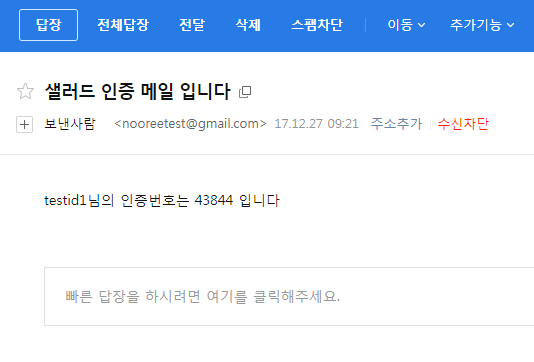 답장 전체답장 전달 삭제 스팸차단 이동 추가기능
샐러드 인증 메일 입니다
보낸사람 <nooreetest@gmail.com> 17.12.27 09:21 주소추가 수신차단
testid1님의 인증번호는 43844 입니다
빠른 답장을 하시려면 여기를 클릭해주세요.